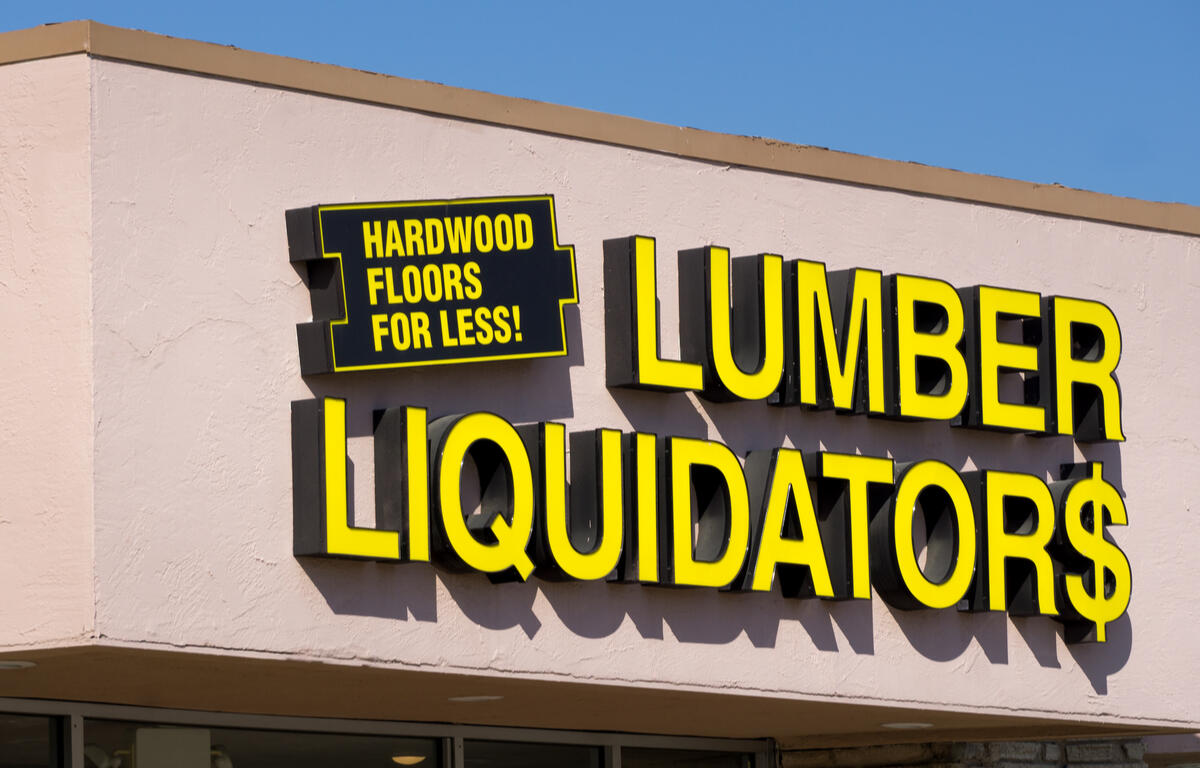 HARDWOOD
FLOORS
FOR LESS!
LUMBER
LIQUIDATOR$